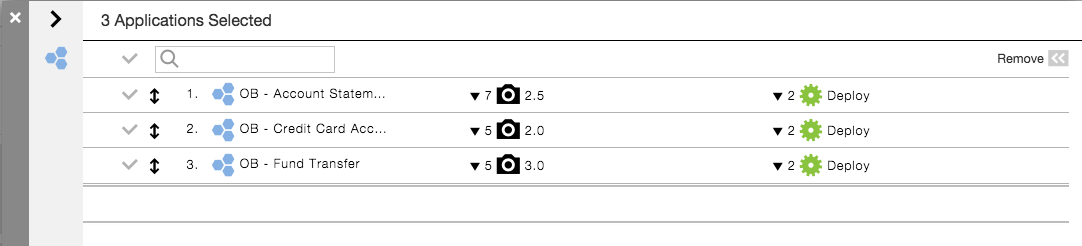 3 Applications Selected
Remove
1. OB - Account Statem... 7 2.5 2 Deploy
2. OB - Credit Card Acc... 5 2.0 2 Deploy
3. OB - Fund Transfer 5 3.0 2 Deploy